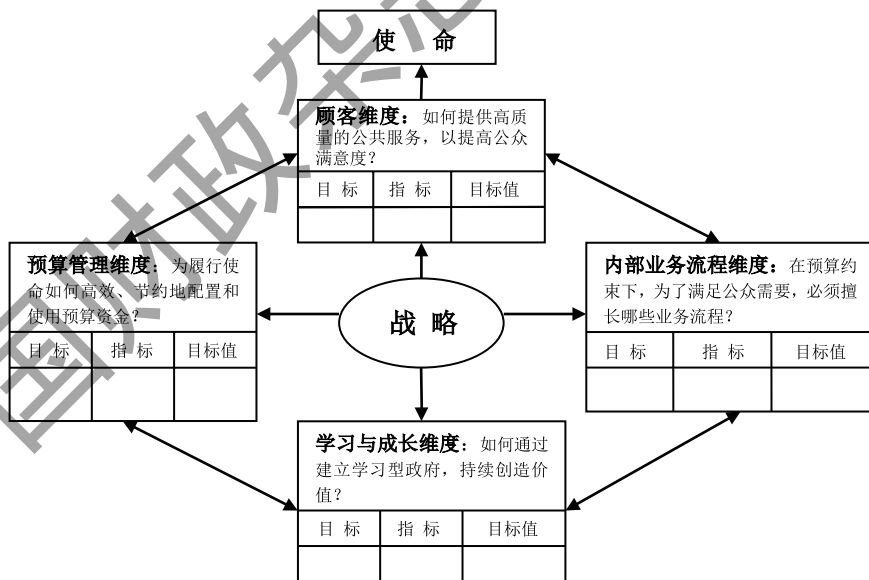 使 命
顾客维度：如何提供高质
量的公共服务，以提高公众
满意度？
目 标 指 标 目标值
预算管理维度：为履行使
命如何高效、节约地配置和
使用预算资金？
目 标 指 标 目标值
战 略
内部业务流程维度：在预算约
束下，为了满足公众需要，必须擅
长哪些业务流程？
目 标 指 标 目标值
学习与成长维度：如何通过
建立学习型政府，持续创造价
值？
目 标 指 标 目标值
国财政杂